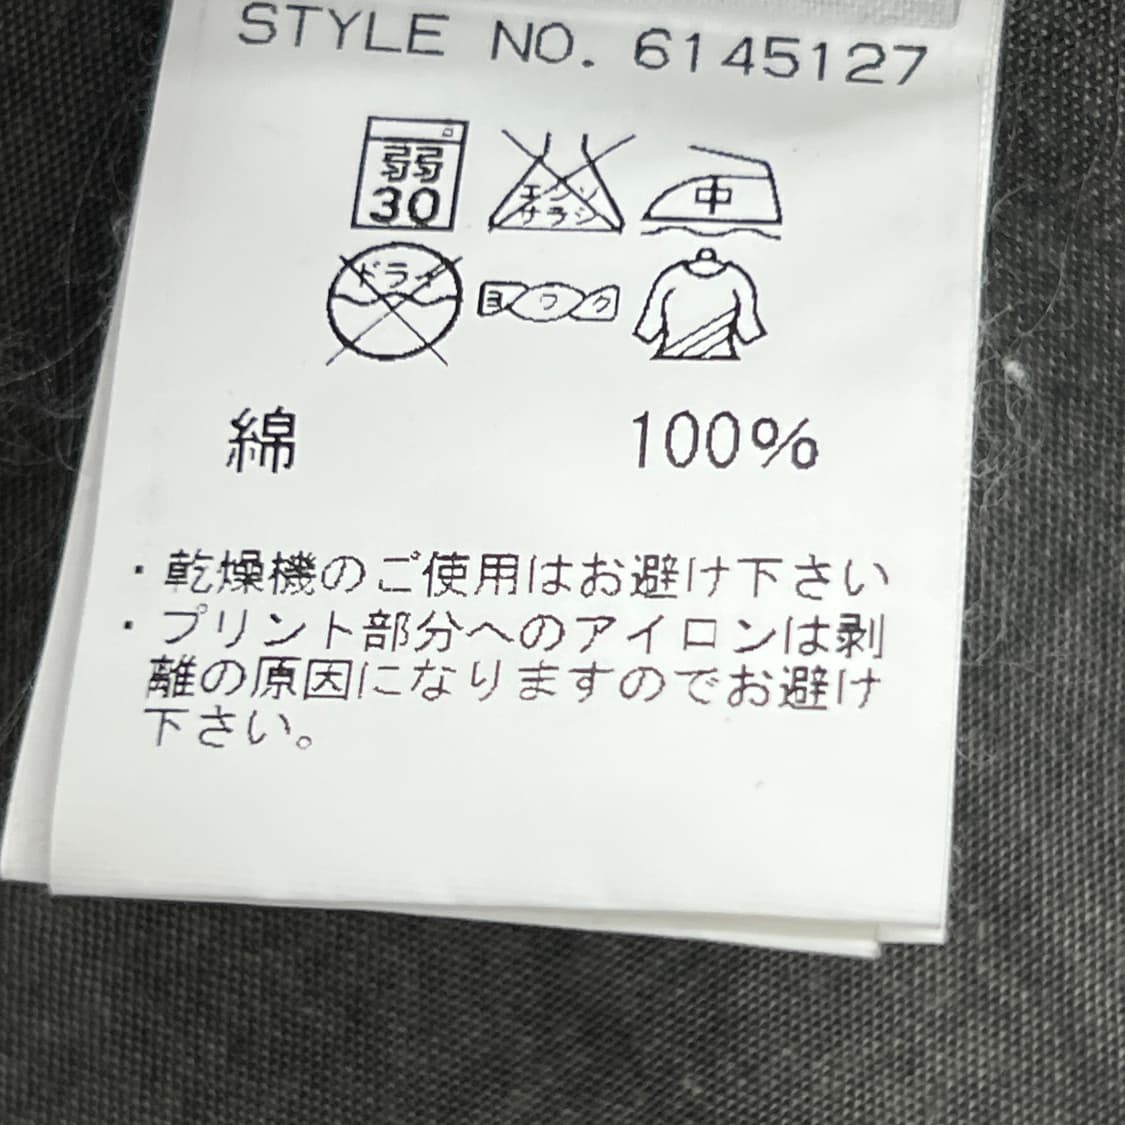 STYLE NO. 6145127
弱
30
エンソ
サラシ
中
ドライ
ヨワク
綿 100%
・乾燥機のご使用はお避け下さい
・プリント部分へのアイロンは剥
離の原因になりますのでお避け
下さい。